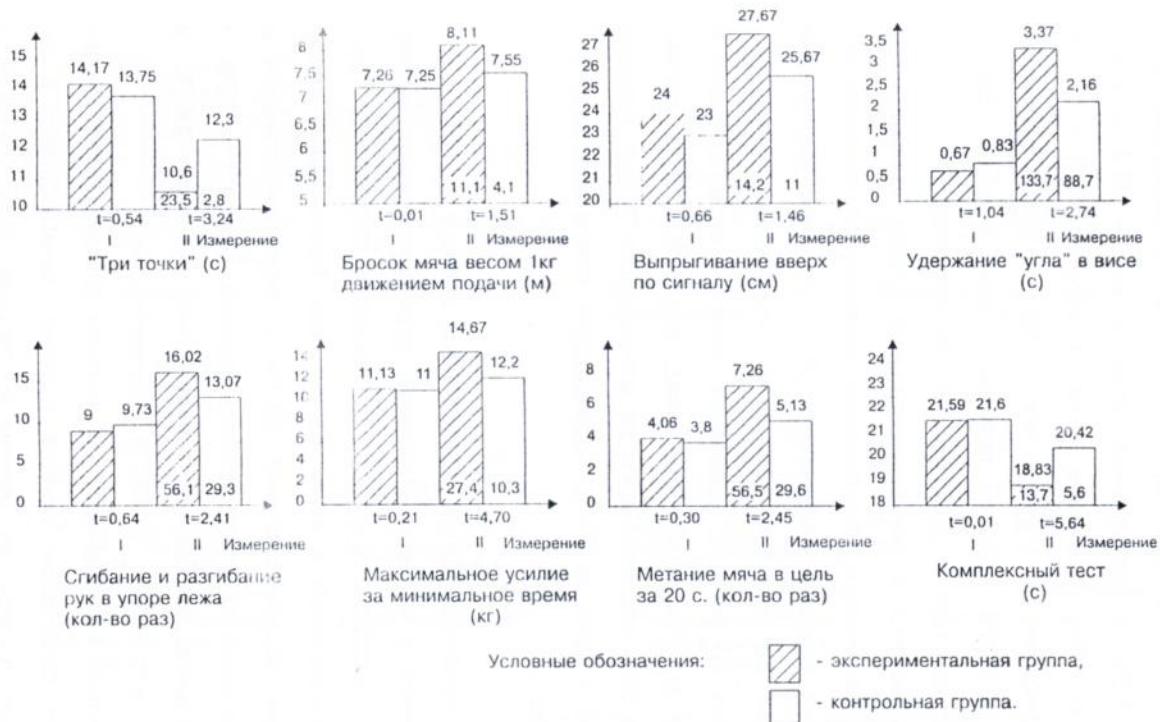 15
14
13
12
11
10
14,17
13,75
10,6
12,3
23,5
2,8
t=0,54
t=3,24
I
II Измерение
"Три точки" (с)
8
7,5
7
6,5
6
5,5
5
7,26
7,25
8,11
7,55
11,1
4,1
t=0,01
t=1,51
I
II Измерение
Бросок мяча весом 1кг
движением подачи (м)
27
26
25
24
23
22
21
20
24
23
27,67
25,67
14,2
11
t=0,66
t=1,46
I
II Измерение
Выпрыгивание вверх
по сигналу (см)
3,5
3
2,5
2
1,5
1
0,5
0
0,67
0,83
3,37
2,16
133,7
88,7
t=1,04
t=2,74
I
II Измерение
Удержание "угла" в висе
(с)
15
10
5
0
9
9,73
16,02
13,07
56,1
29,3
t=0,64
t=2,41
I
II Измерение
Сгибание и разгибание
рук в упоре лежа
(кол-во раз)
14
12
10
8
6
4
2
0
11,13
11
14,67
12,2
27,4
10,3
t=0,21
t=4,70
I
II Измерение
Максимальное усилие
за минимальное время
(кг)
8
6
4
2
0
4,06
3,8
7,26
5,13
56,5
29,6
t=0,30
t=2,45
I
II Измерение
Метание мяча в цель
за 20 с. (кол-во раз)
24
23
22
21
20
19
18
21,59
21,6
18,83
20,42
13,7
5,6
t=0,01
t=5,64
I
II Измерение
Комплексный тест
(с)
Условные обозначения:
- экспериментальная группа,
- контрольная группа.